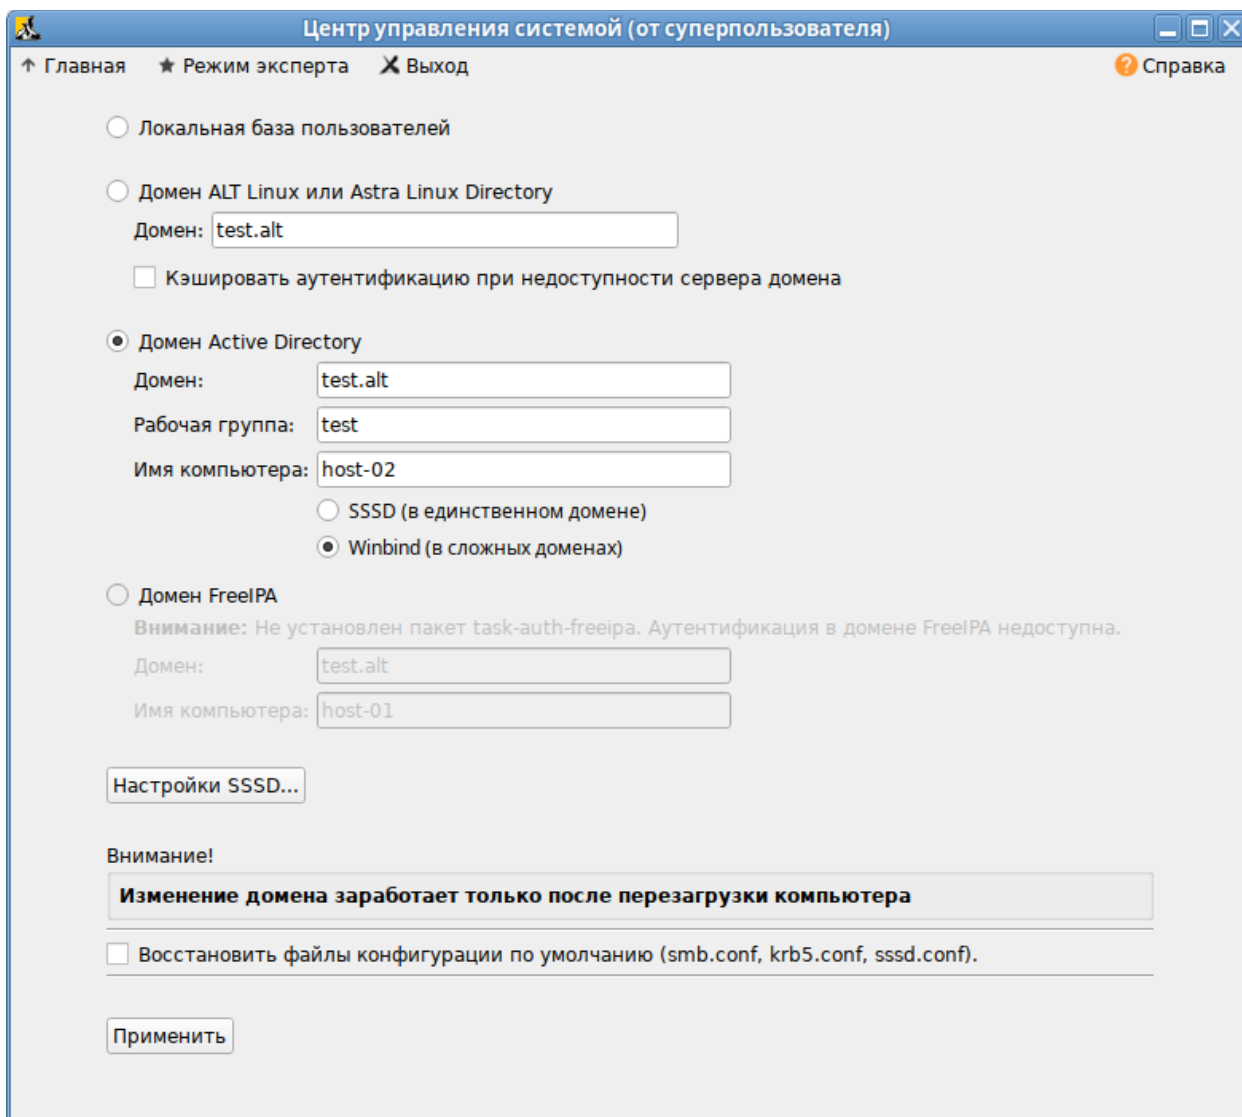 Центр управления системой (от суперпользователя)
Главная Режим эксперта Выход Справка
Локальная база пользователей
Домен ALT Linux или Astra Linux Directory
Домен: test.alt
Кэшировать аутентификацию при недоступности сервера домена
Домен Active Directory
Домен: test.alt
Рабочая группа: test
Имя компьютера: host-02
SSSD (в единственном домене)
Winbind (в сложных доменах)
Домен FreeIPA
Внимание: Не установлен пакет task-auth-freeipa. Аутентификация в домене FreeIPA недоступна.
Домен: test.alt
Имя компьютера: host-01
Настройки SSSD...
Внимание!
Изменение домена заработает только после перезагрузки компьютера
Восстановить файлы конфигурации по умолчанию (smb.conf, krb5.conf, sssd.conf).
Применить